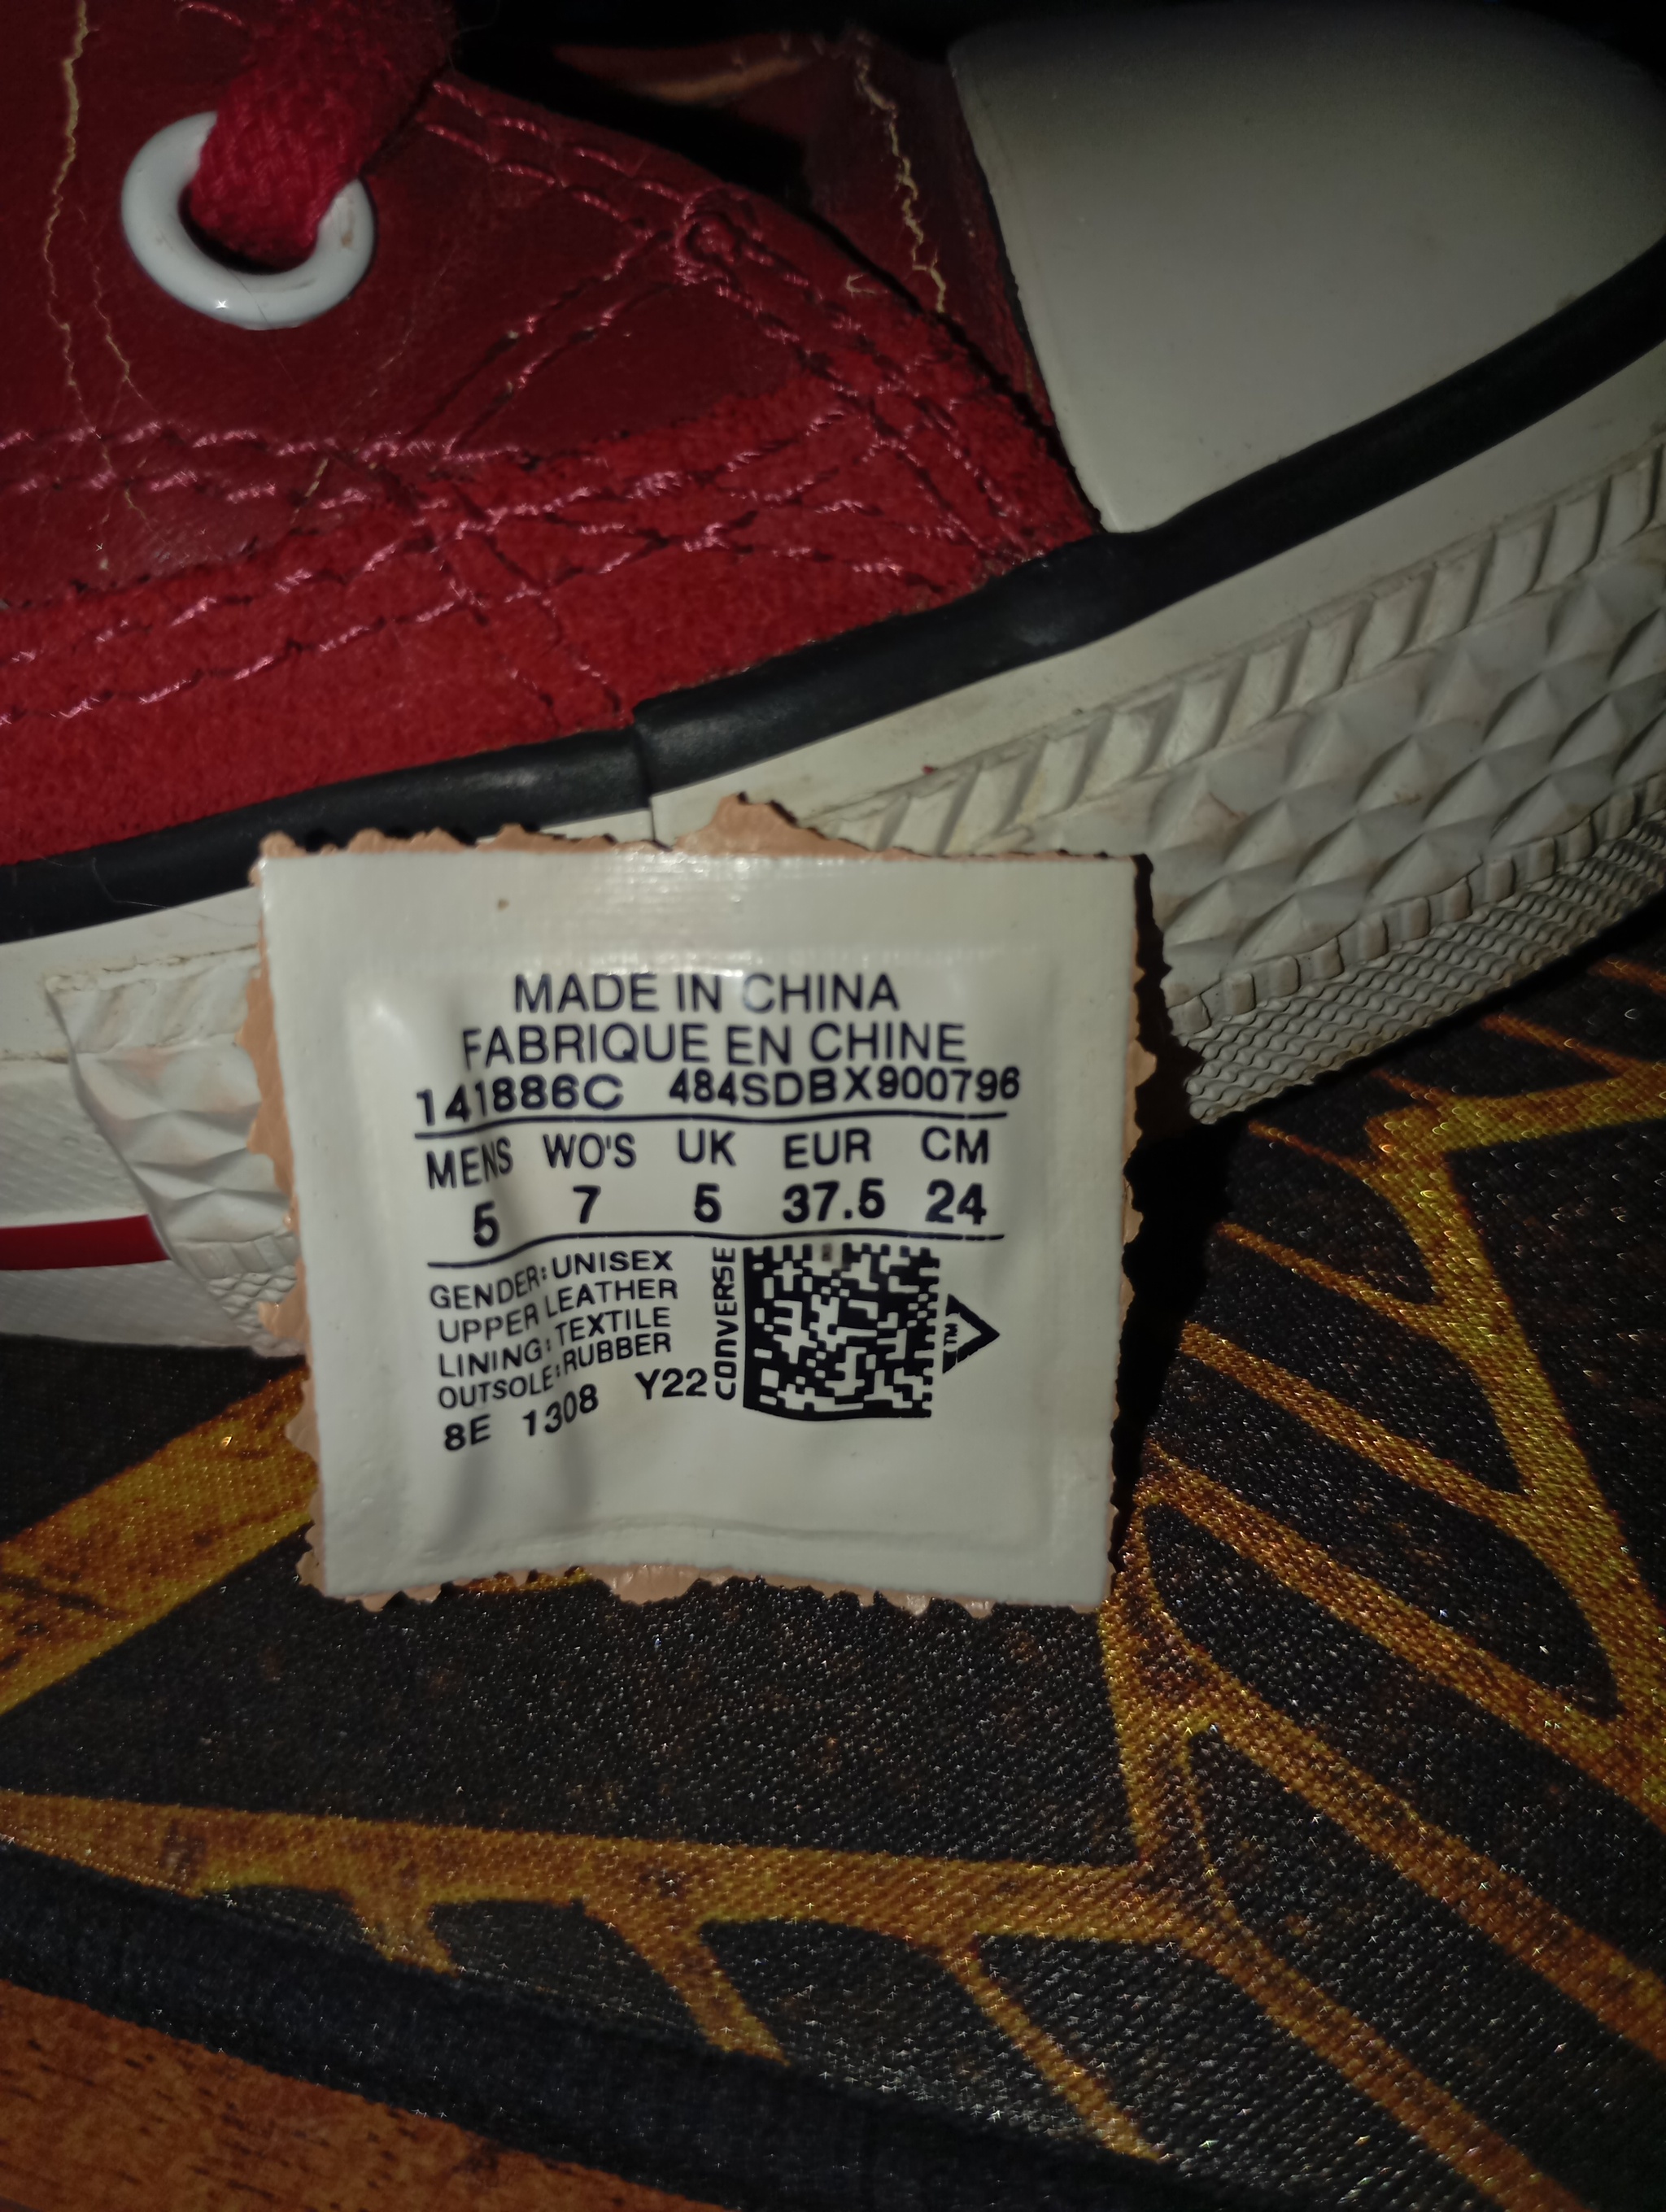 MADE IN CHINA
FABRIQUE EN CHINE
141886C 484SDBX900796
MENS WO'S UK EUR CM
5 7 5 37.5 24
GENDER: UNISEX
UPPER LEATHER
LINING: TEXTILE
OUTSOLE: RUBBER
8E 1308 Y22
CONVERSE
TM